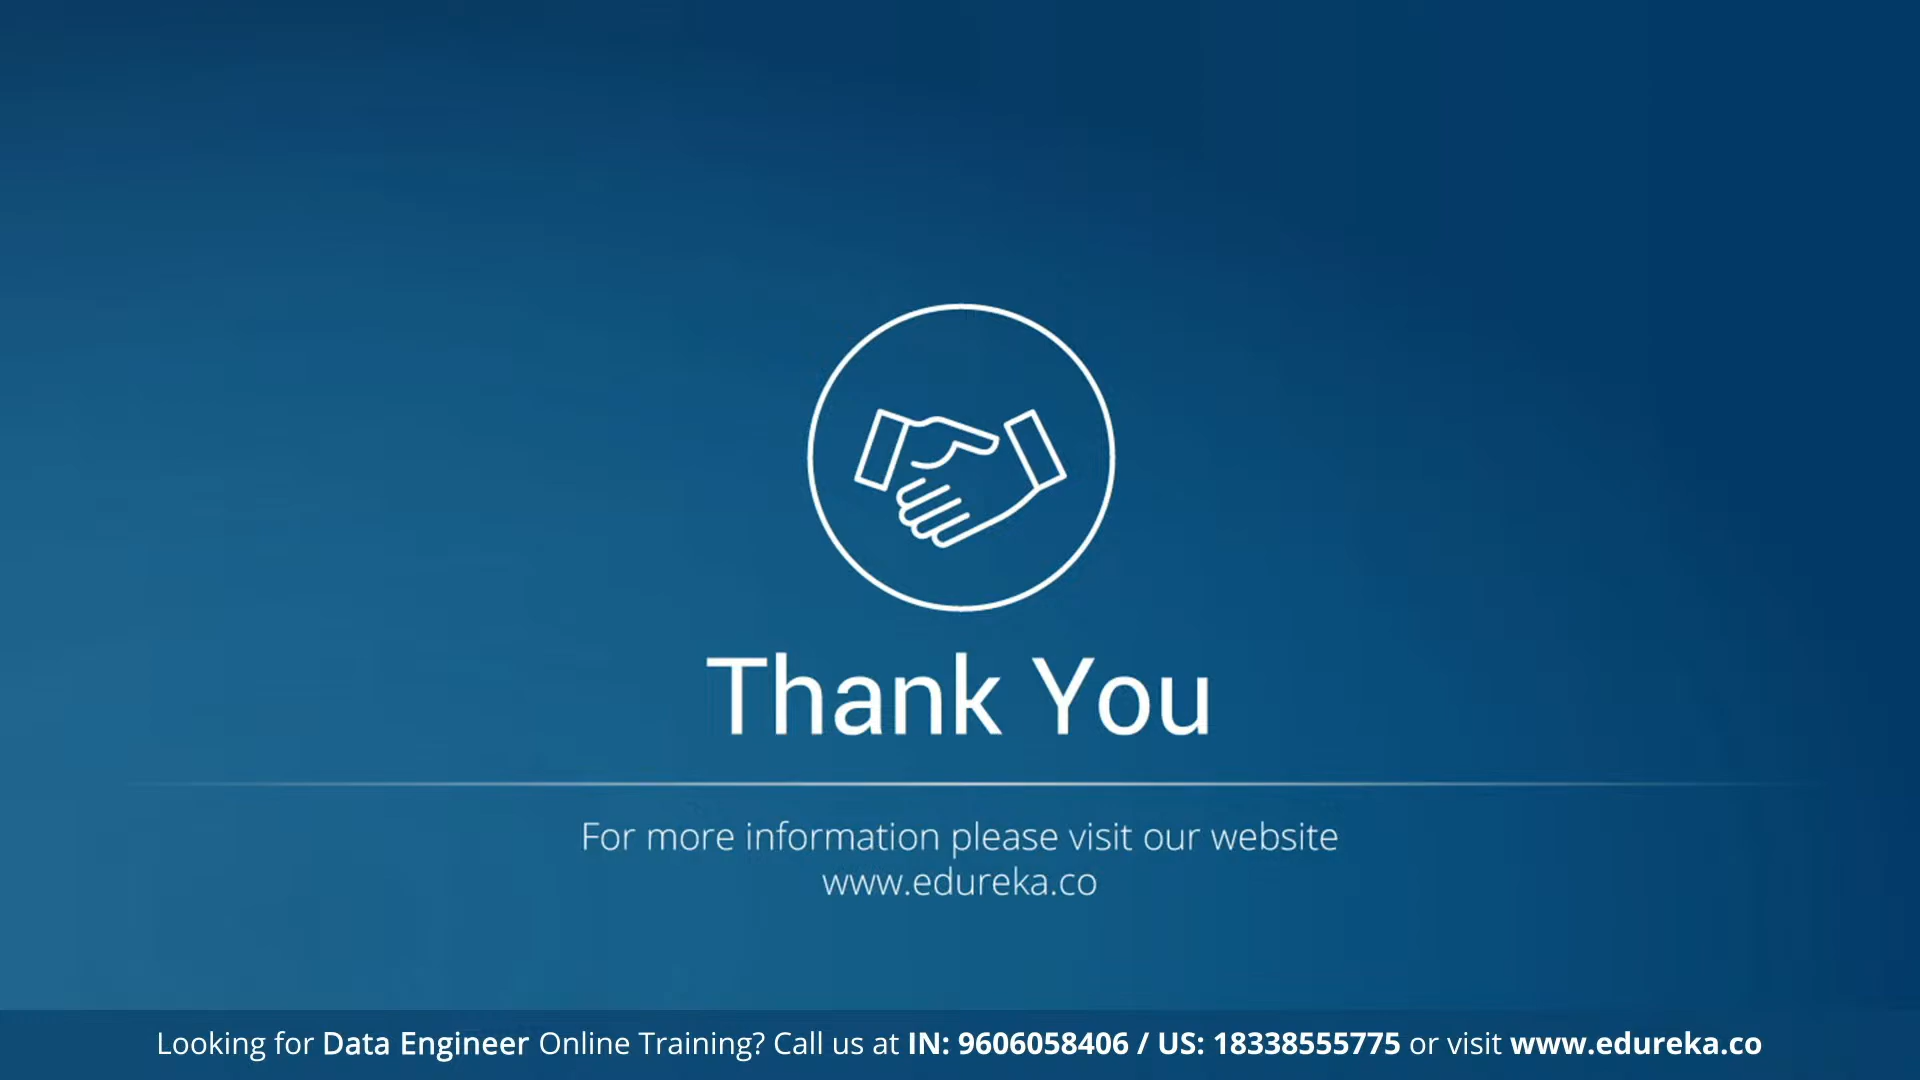 Thank You
For more information please visit our website
www.edureka.co
Looking for Data Engineer Online Training? Call us at IN: 9606058406 / US: 18338555775 or visit www.edureka.co